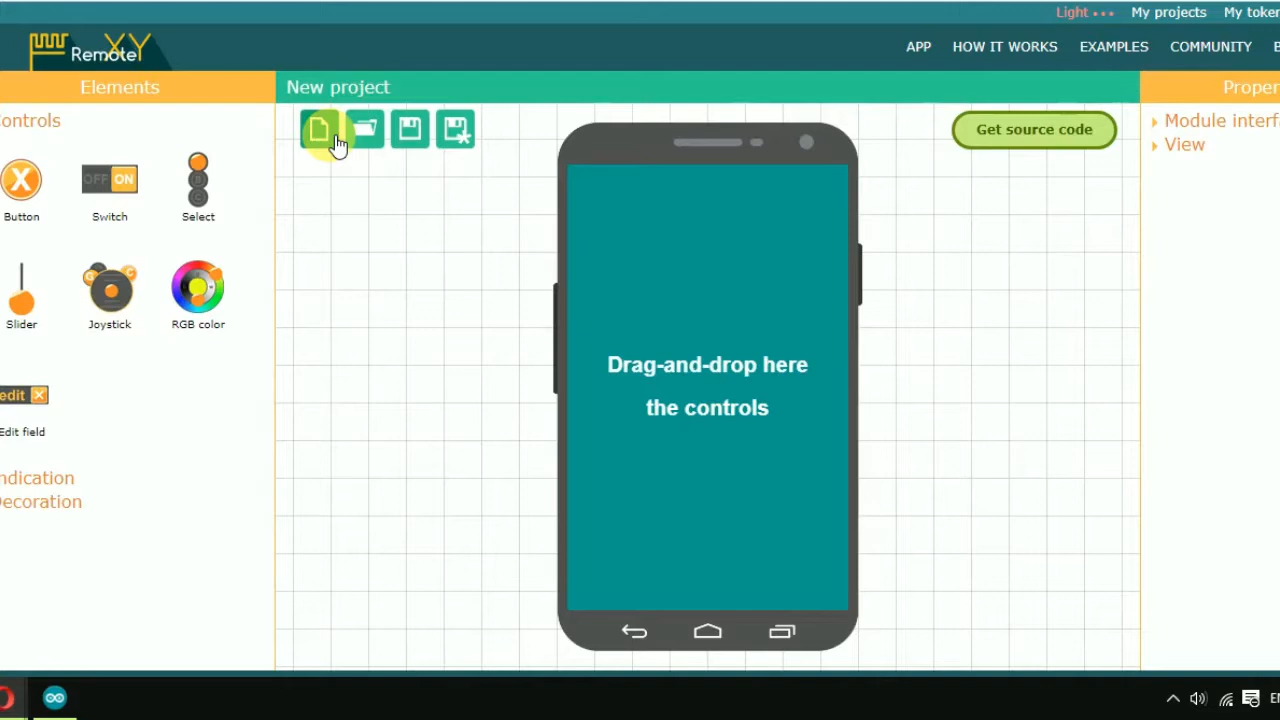 Light •••
My projects
My token
RemoteXY
APP
HOW IT WORKS
EXAMPLES
COMMUNITY
Elements
New project
Proper
ontrols
Get source code
Module interf
View
X
OFF ON
Button
Switch
Select
G
C
Slider
Joystick
RGB color
Drag-and-drop here
the controls
edit X
Edit field
ndication
ecoration